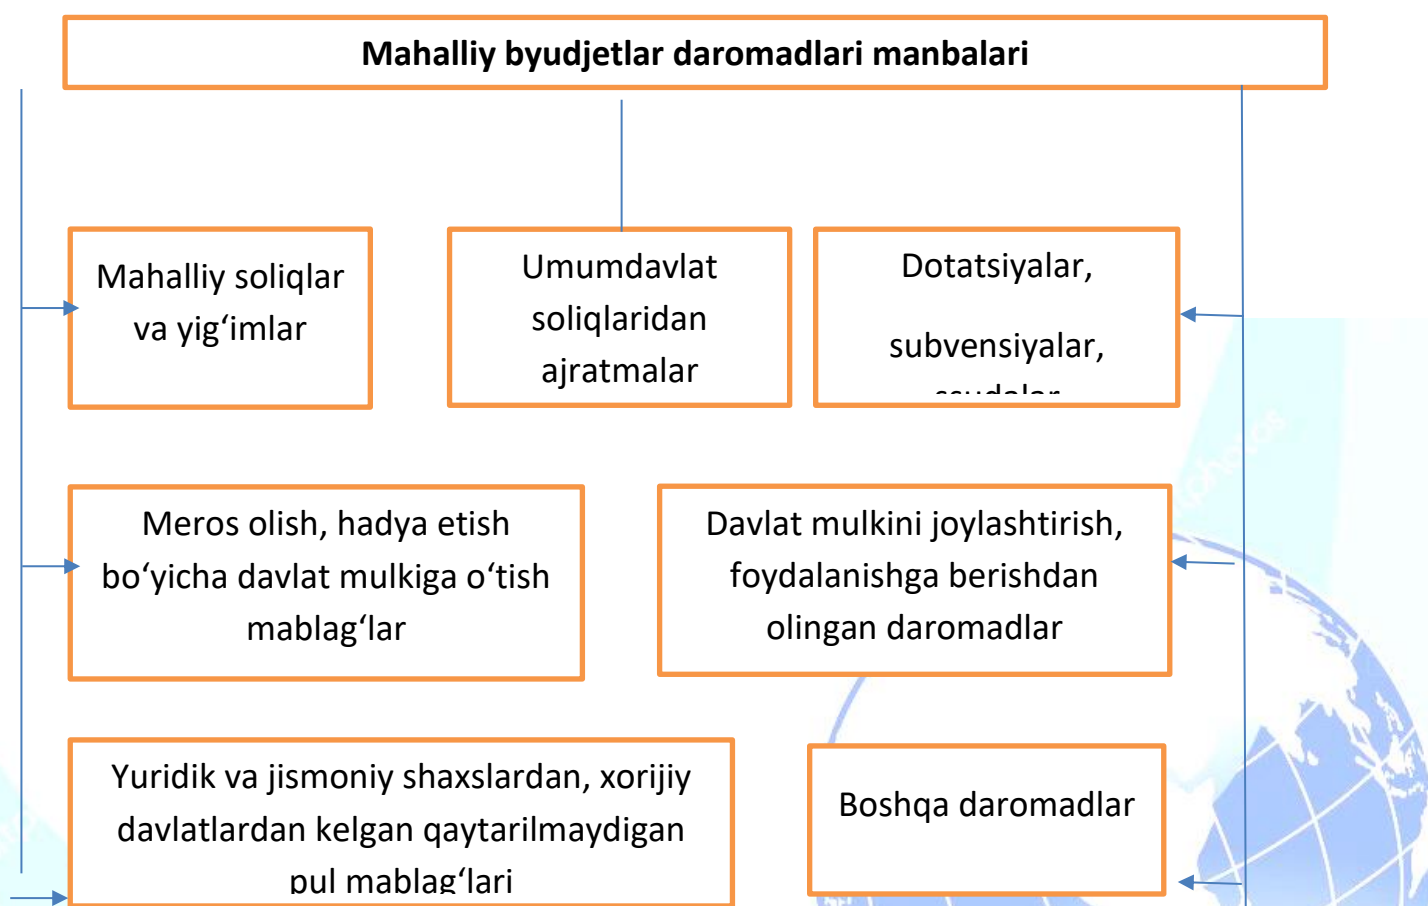 Mahalliy byudjetlar daromadlari manbalari
Mahalliy soliqlar
va yig‘imlar
Umumdavlat
soliqlaridan
ajratmalar
Dotatsiyalar,
subvensiyalar,
ssudalar
Meros olish, hadya etish
bo‘yicha davlat mulkiga o‘tish
mablag‘lar
Davlat mulkini joylashtirish,
foydalanishga berishdan
olingan daromadlar
Yuridik va jismoniy shaxslardan, xorijiy
davlatlardan kelgan qaytarilmaydigan
pul mablag‘lari
Boshqa daromadlar